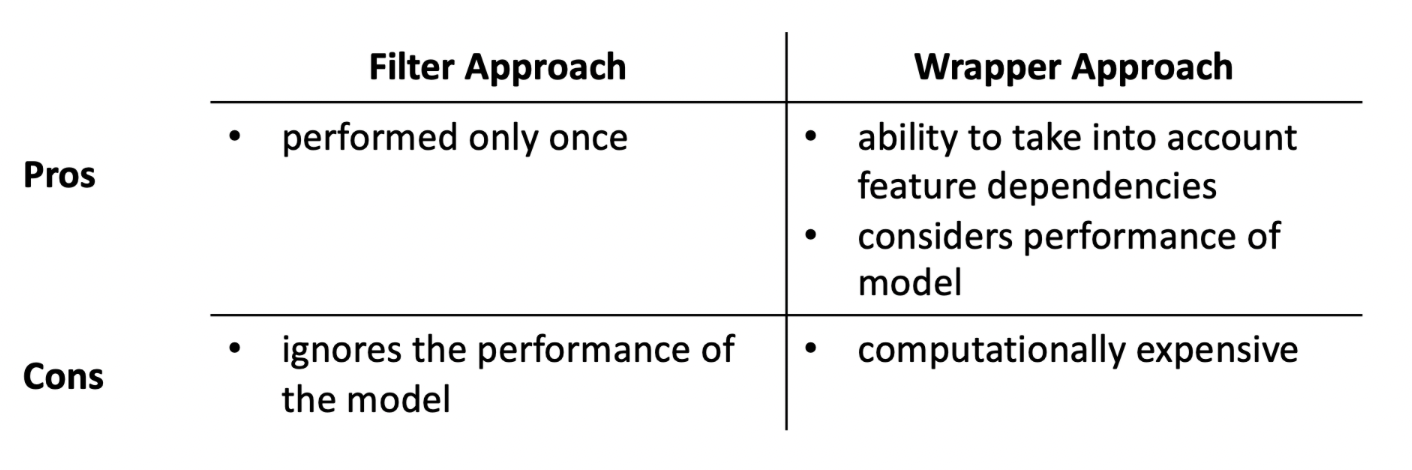 Filter Approach
Wrapper Approach
Pros
• performed only once
• ability to take into account
feature dependencies
• considers performance of
model
Cons
• ignores the performance of
the model
• computationally expensive